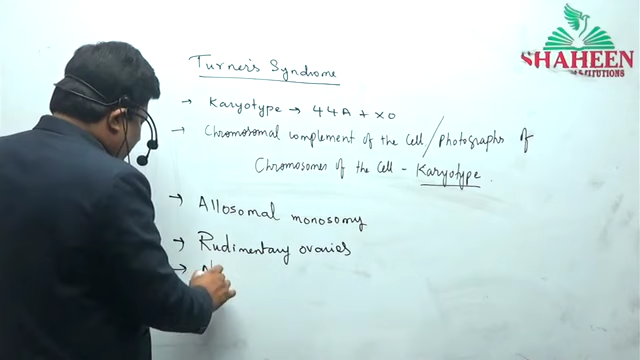 SHAHEEN
Turner's Syndrome
→ Karyotype → 44A + XO
→ Chromosomal complement of the Cell / photographs of
Chromosomes of the Cell - Karyotype.
→ Allosomal monosomy
→ Rudimentary ovaries
→